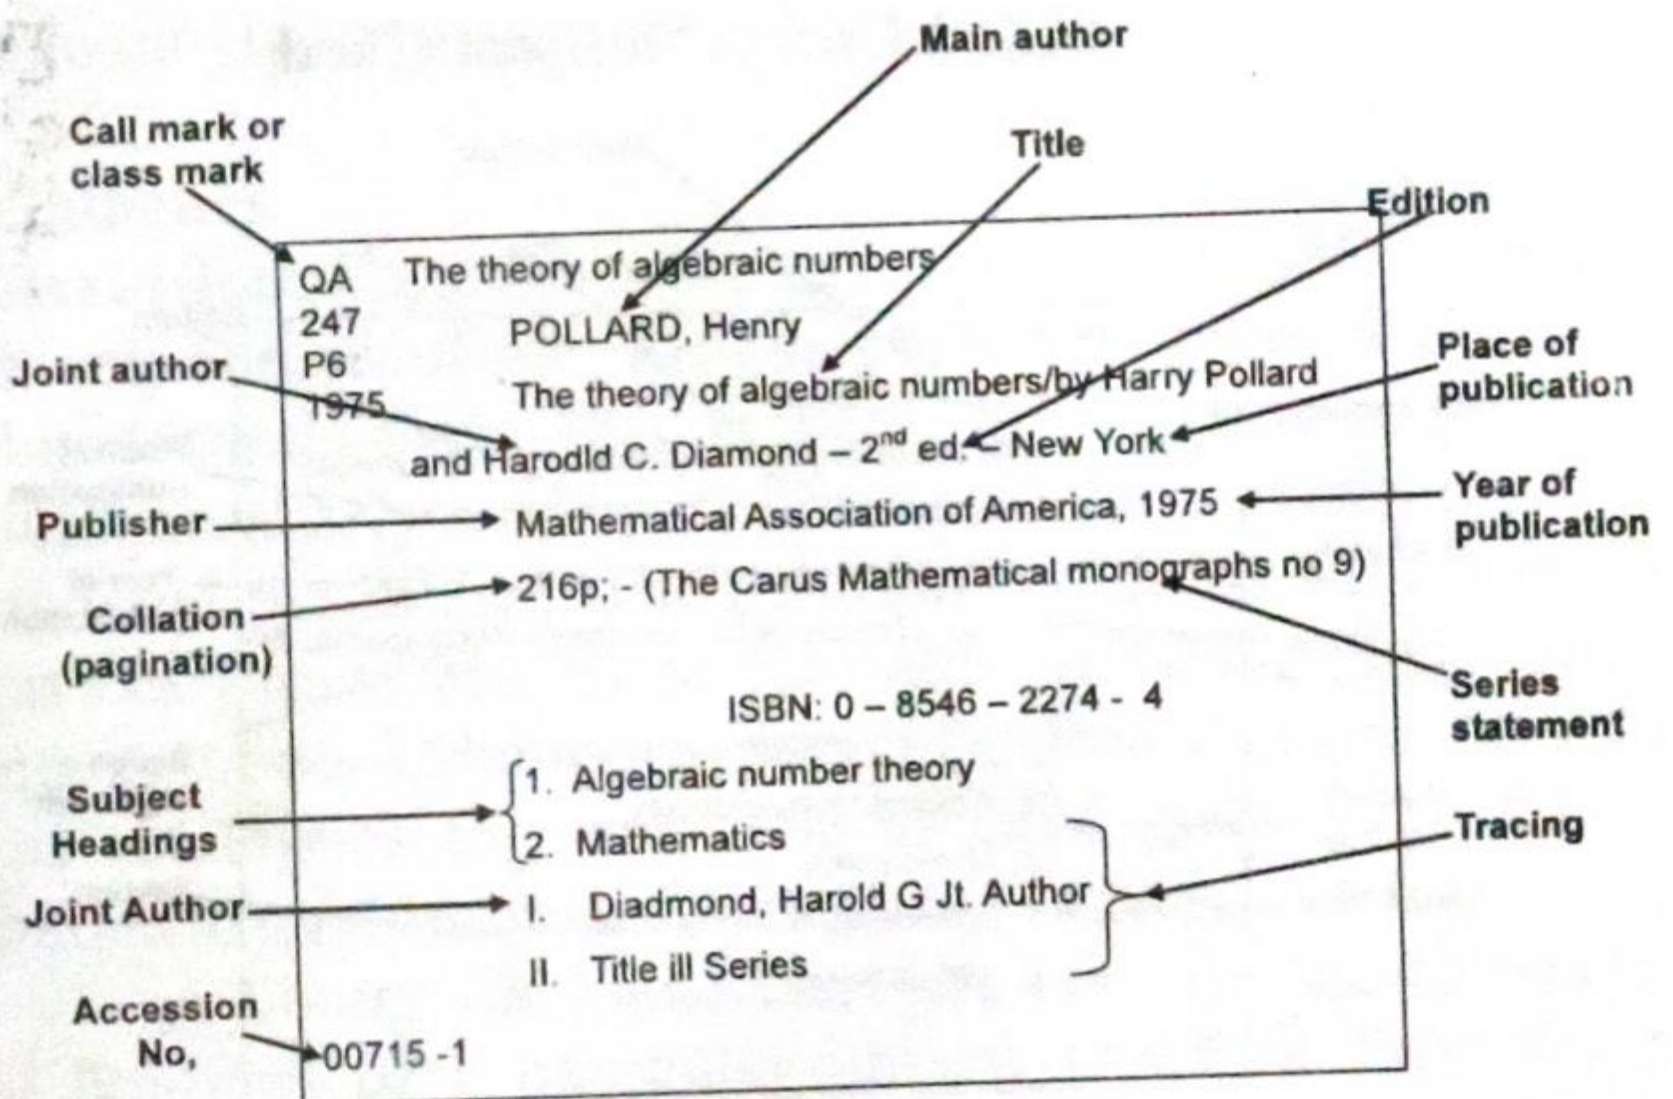 Main author
Call mark or
class mark
Title
Edition
QA The theory of algebraic numbers
247 POLLARD, Henry
Joint author P6 The theory of algebraic numbers/by Harry Pollard
Place of
publication
1975
and Harodld C. Diamond – 2nd ed. – New York
Publisher Mathematical Association of America, 1975
Year of
publication
216p; - (The Carus Mathematical monographs no 9)
Collation
(pagination)
Series
statement
ISBN: 0 – 8546 – 2274 - 4
Subject
Headings
1. Algebraic number theory
2. Mathematics
Tracing
Joint Author I. Diadmond, Harold G Jt. Author
II. Title ill Series
Accession
No, 00715 -1